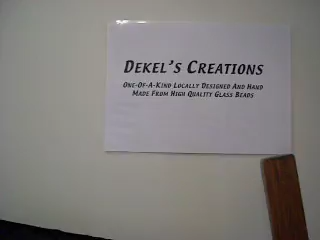 DEKEL'S CREATIONS
ONE-OF-A-KIND LOCALLY DESIGNED AND HAND
MADE FROM HIGH QUALITY GLASS BEADS